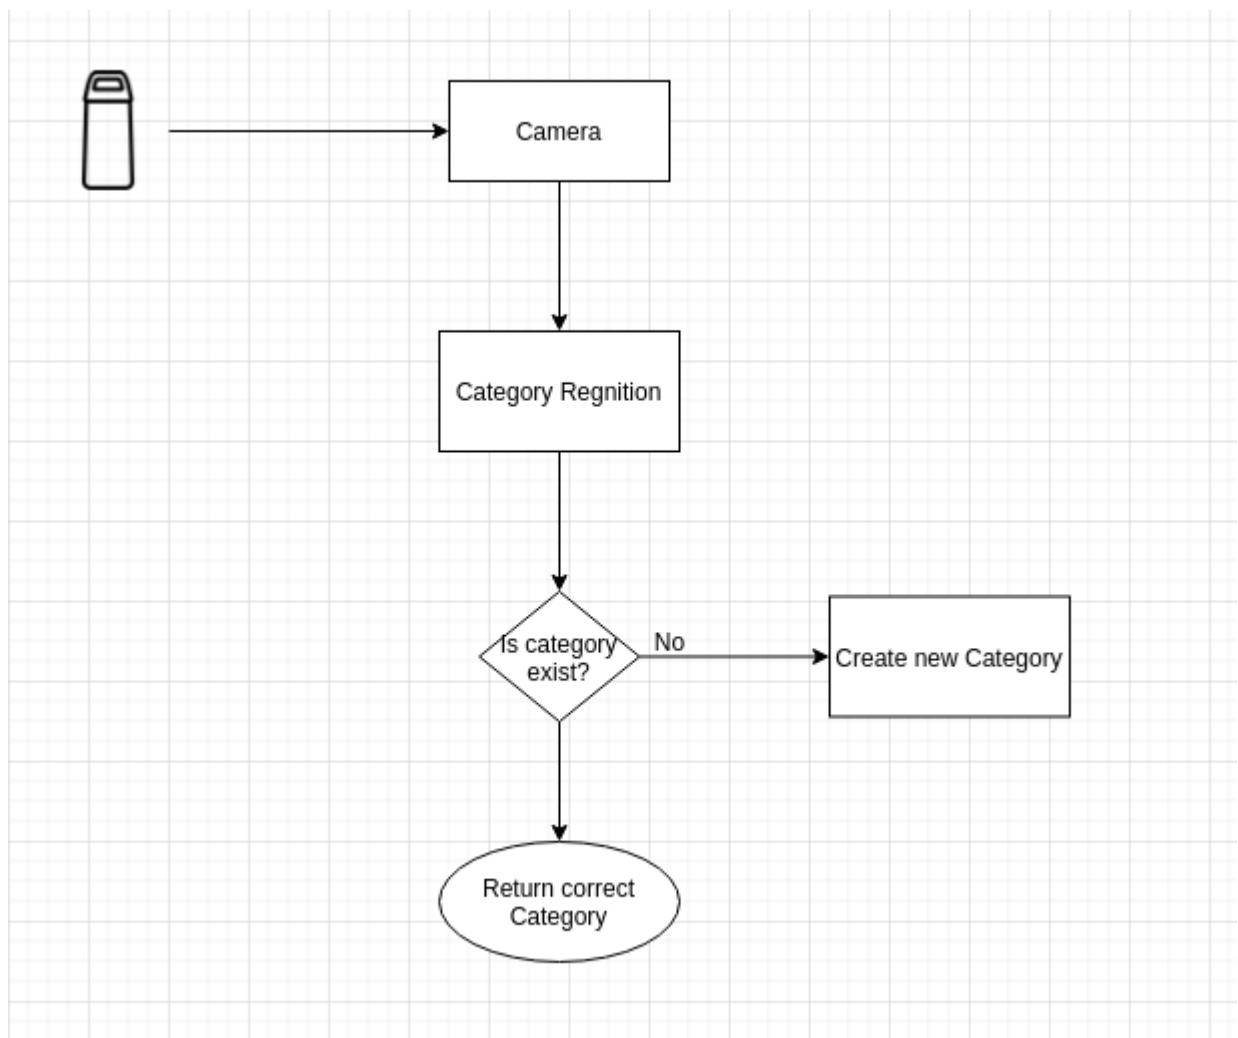 Camera
Category Regnition
Is category
exist?
No
Create new Category
Return correct
Category